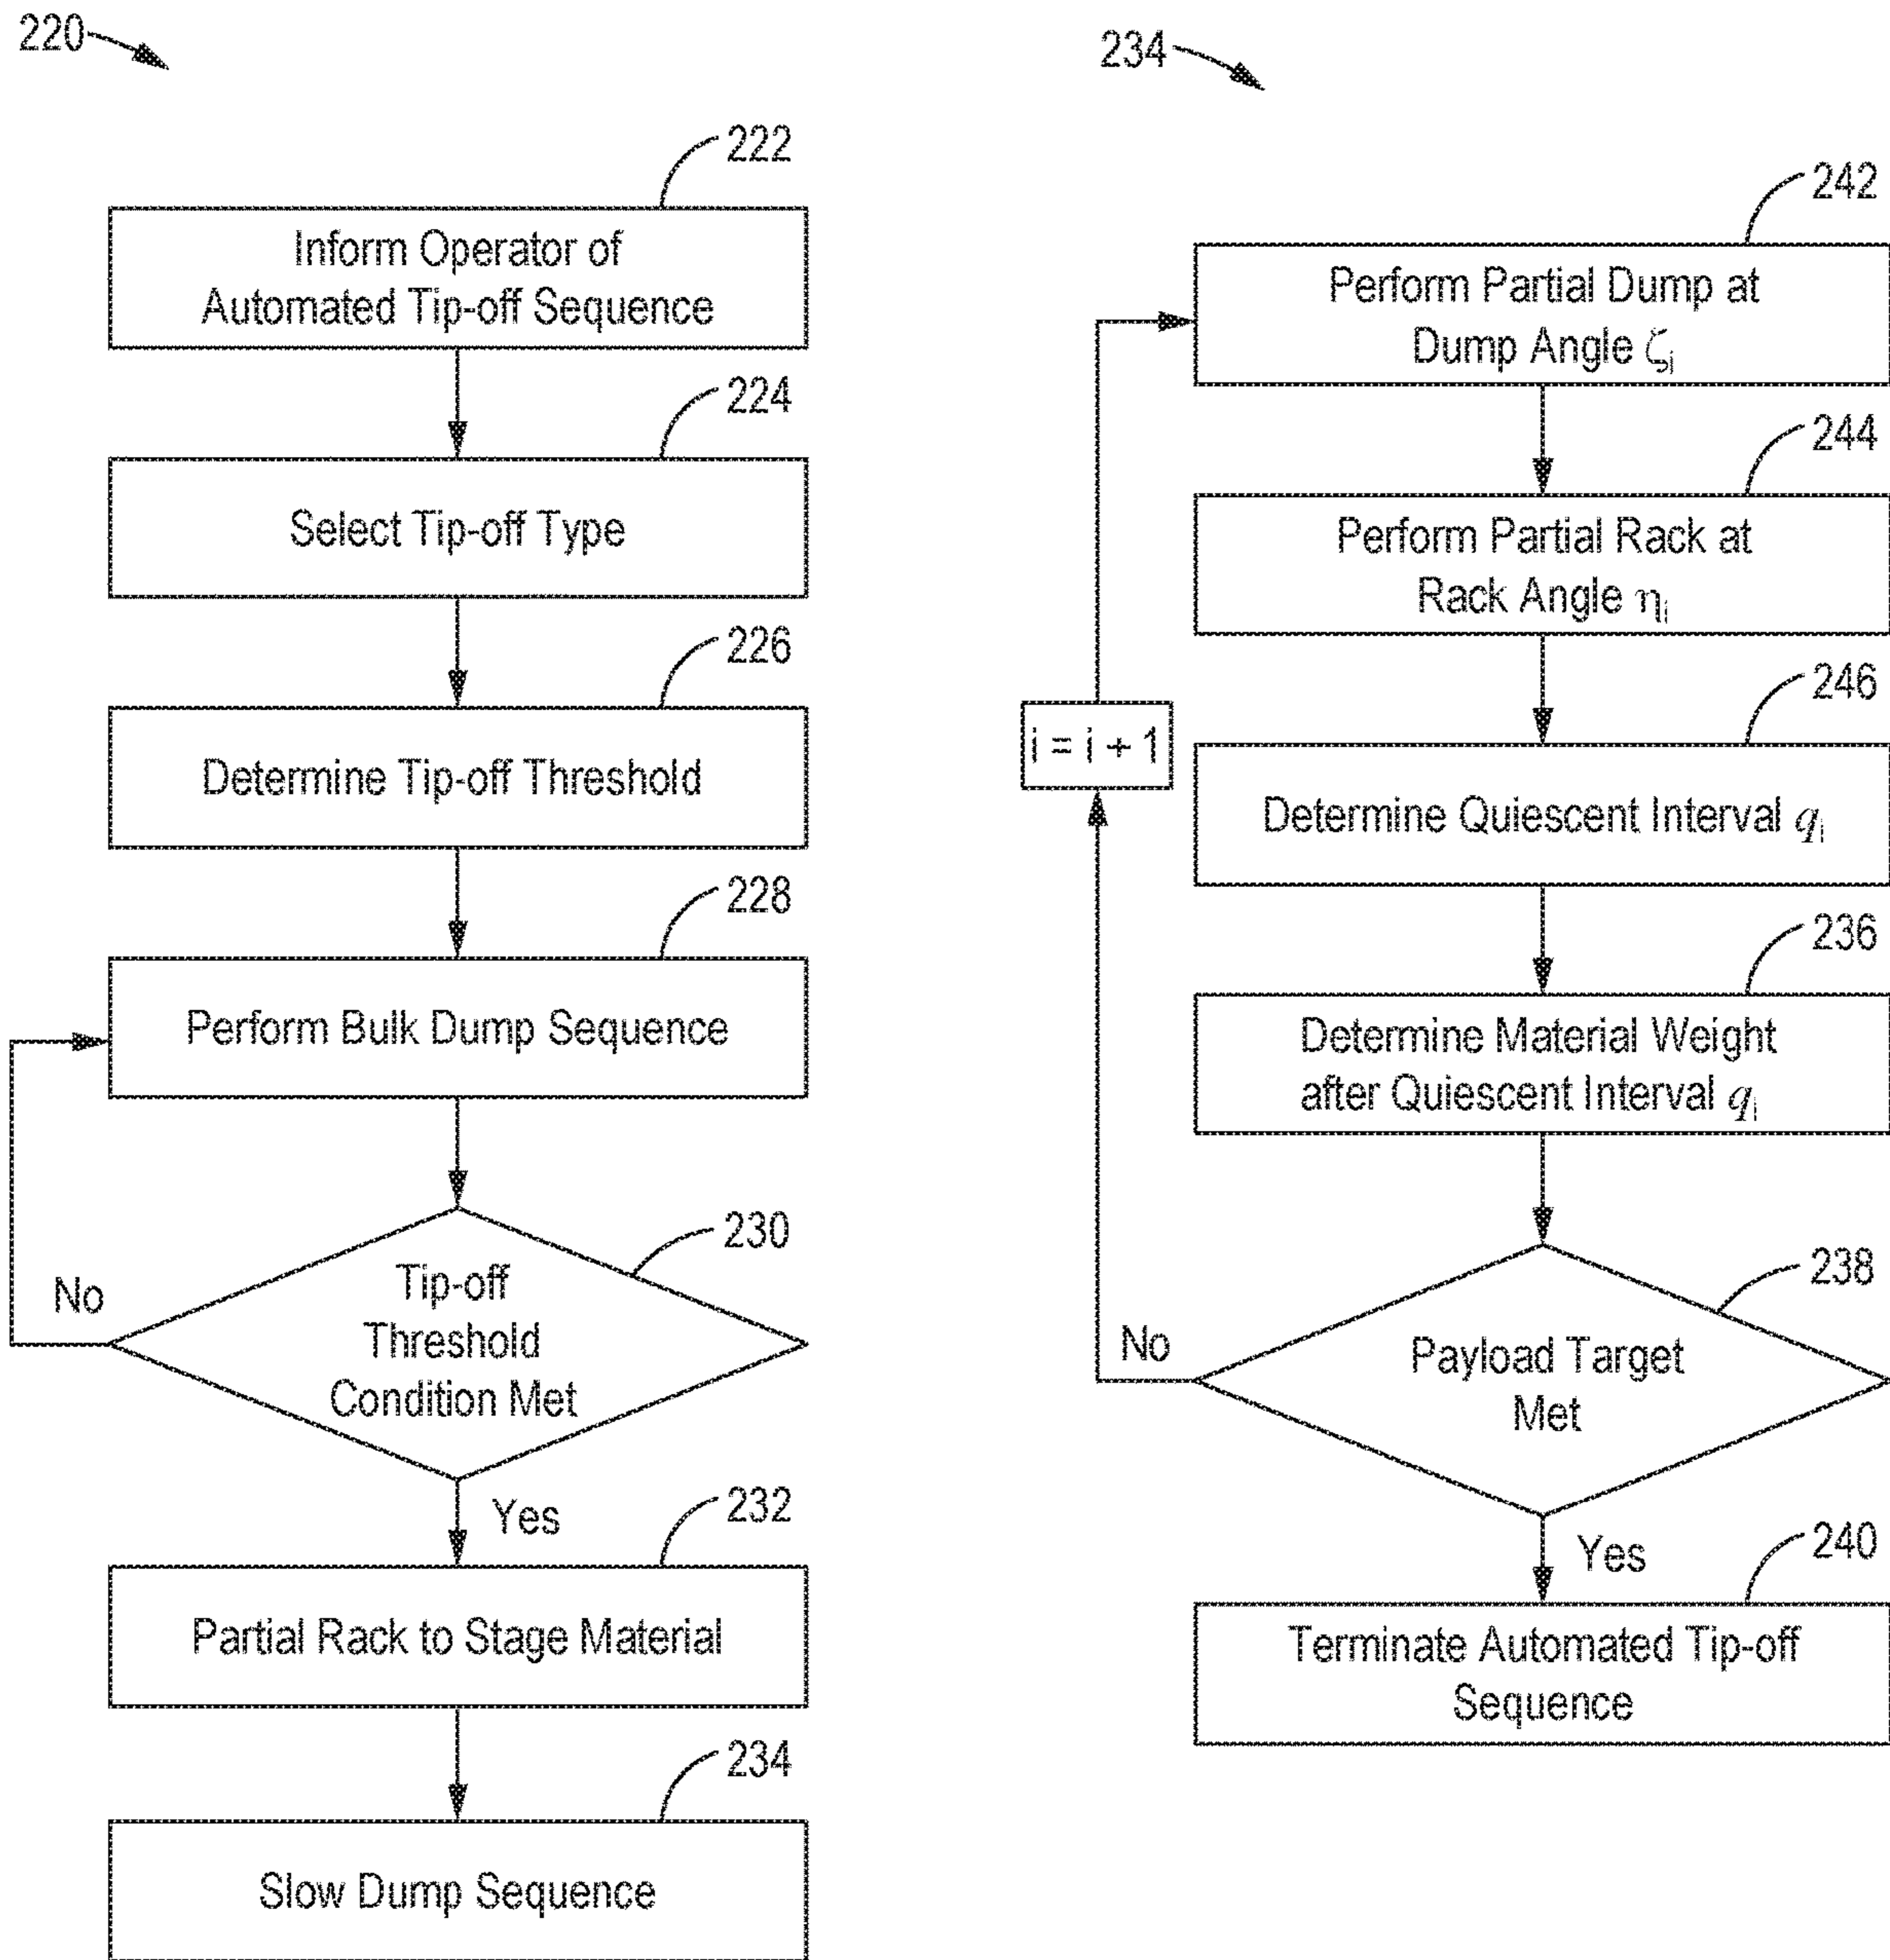 220
222
Inform Operator of
Automated Tip-off Sequence
224
Select Tip-off Type
226
Determine Tip-off Threshold
228
Perform Bulk Dump Sequence
230
Tip-off
Threshold
Condition Met
No
Yes
232
Partial Rack to Stage Material
234
Slow Dump Sequence
234
242
Perform Partial Dump at
Dump Angle ζi
244
Perform Partial Rack at
Rack Angle ηi
246
i = i + 1
Determine Quiescent Interval qi
236
Determine Material Weight
after Quiescent Interval qi
238
Payload Target
Met
No
Yes
240
Terminate Automated Tip-off
Sequence